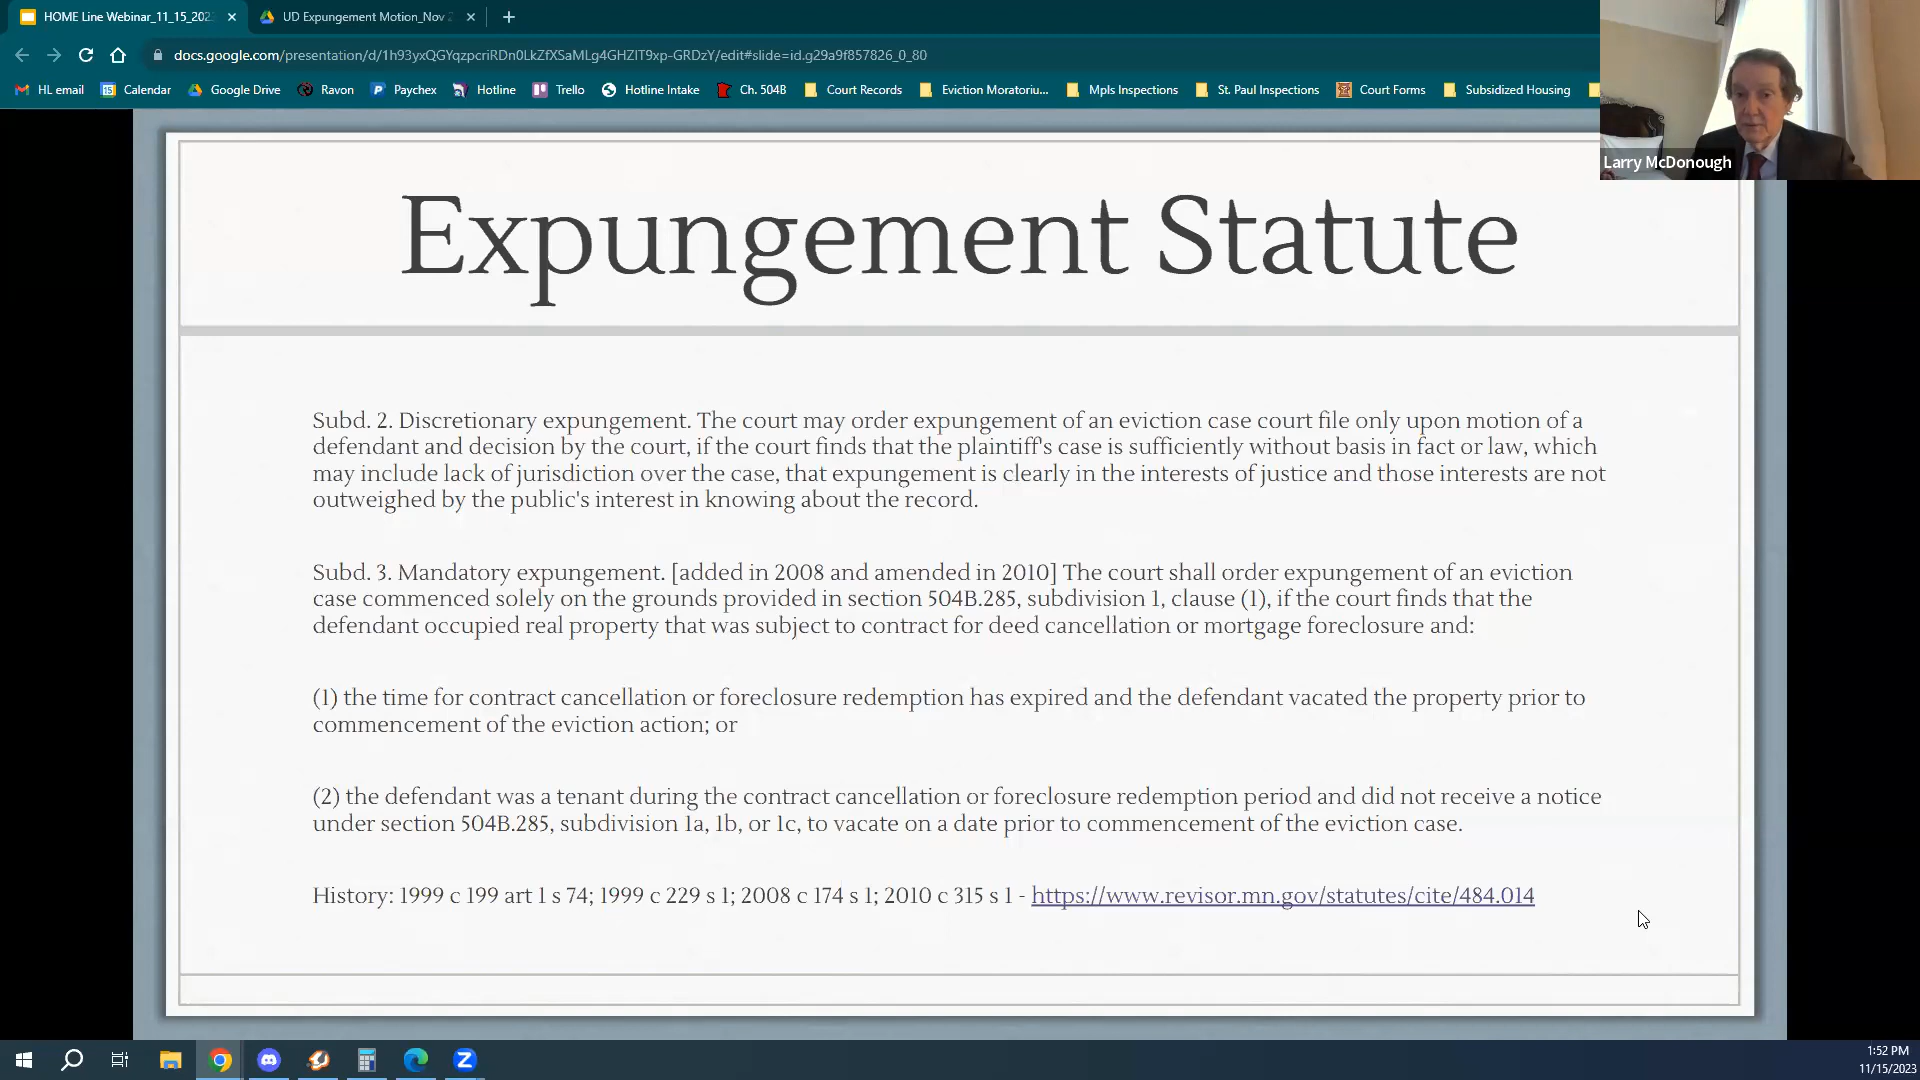 HOME Line Webinar_11_15_202
UD Expungement Motion_Nov 2
docs.google.com/presentation/d/1h93yxQGYqzpcriRDn0LkZfXSaMLg4GHZIT9xp-GRDzY/edit#slide=id.g29a9f857826_0_80
HL email Calendar Google Drive Ravon Paychex Hotline Trello Hotline Intake Ch. 504B Court Records Eviction Moratoriu... Mpls Inspections St. Paul Inspections Court Forms Subsidized Housing
Larry McDonough
Expungement Statute
Subd. 2. Discretionary expungement. The court may order expungement of an eviction case court file only upon motion of a
defendant and decision by the court, if the court finds that the plaintiff's case is sufficiently without basis in fact or law, which
may include lack of jurisdiction over the case, that expungement is clearly in the interests of justice and those interests are not
outweighed by the public's interest in knowing about the record.
Subd. 3. Mandatory expungement. [added in 2008 and amended in 2010] The court shall order expungement of an eviction
case commenced solely on the grounds provided in section 504B.285, subdivision 1, clause (1), if the court finds that the
defendant occupied real property that was subject to contract for deed cancellation or mortgage foreclosure and:
(1) the time for contract cancellation or foreclosure redemption has expired and the defendant vacated the property prior to
commencement of the eviction action; or
(2) the defendant was a tenant during the contract cancellation or foreclosure redemption period and did not receive a notice
under section 504B.285, subdivision 1a, 1b, or 1c, to vacate on a date prior to commencement of the eviction case.
History: 1999 c 199 art 1 s 74; 1999 c 229 s 1; 2008 c 174 s 1; 2010 c 315 s 1 - https://www.revisor.mn.gov/statutes/cite/484.014
1:52 PM
11/15/2023